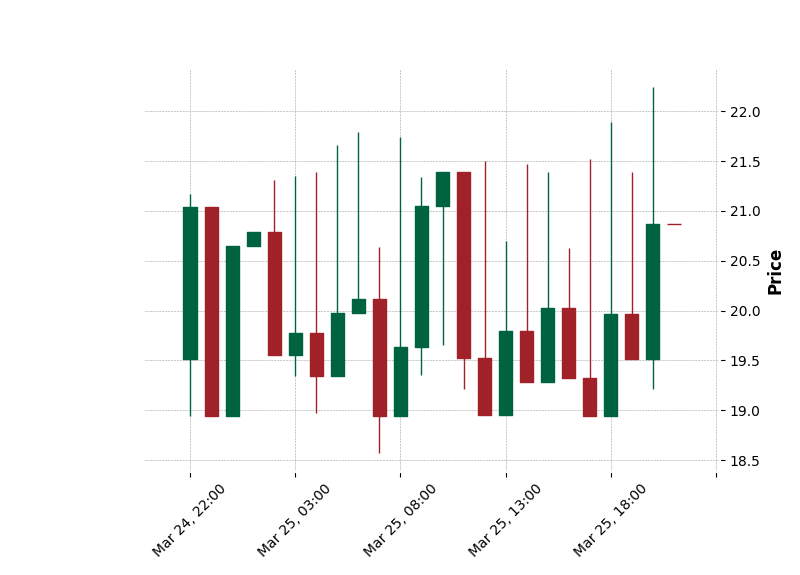 22.0
21.5
21.0
20.5
20.0
19.5
19.0
18.5
Price
Mar 24, 22:00
Mar 25, 03:00
Mar 25, 08:00
Mar 25, 13:00
Mar 25, 18:00